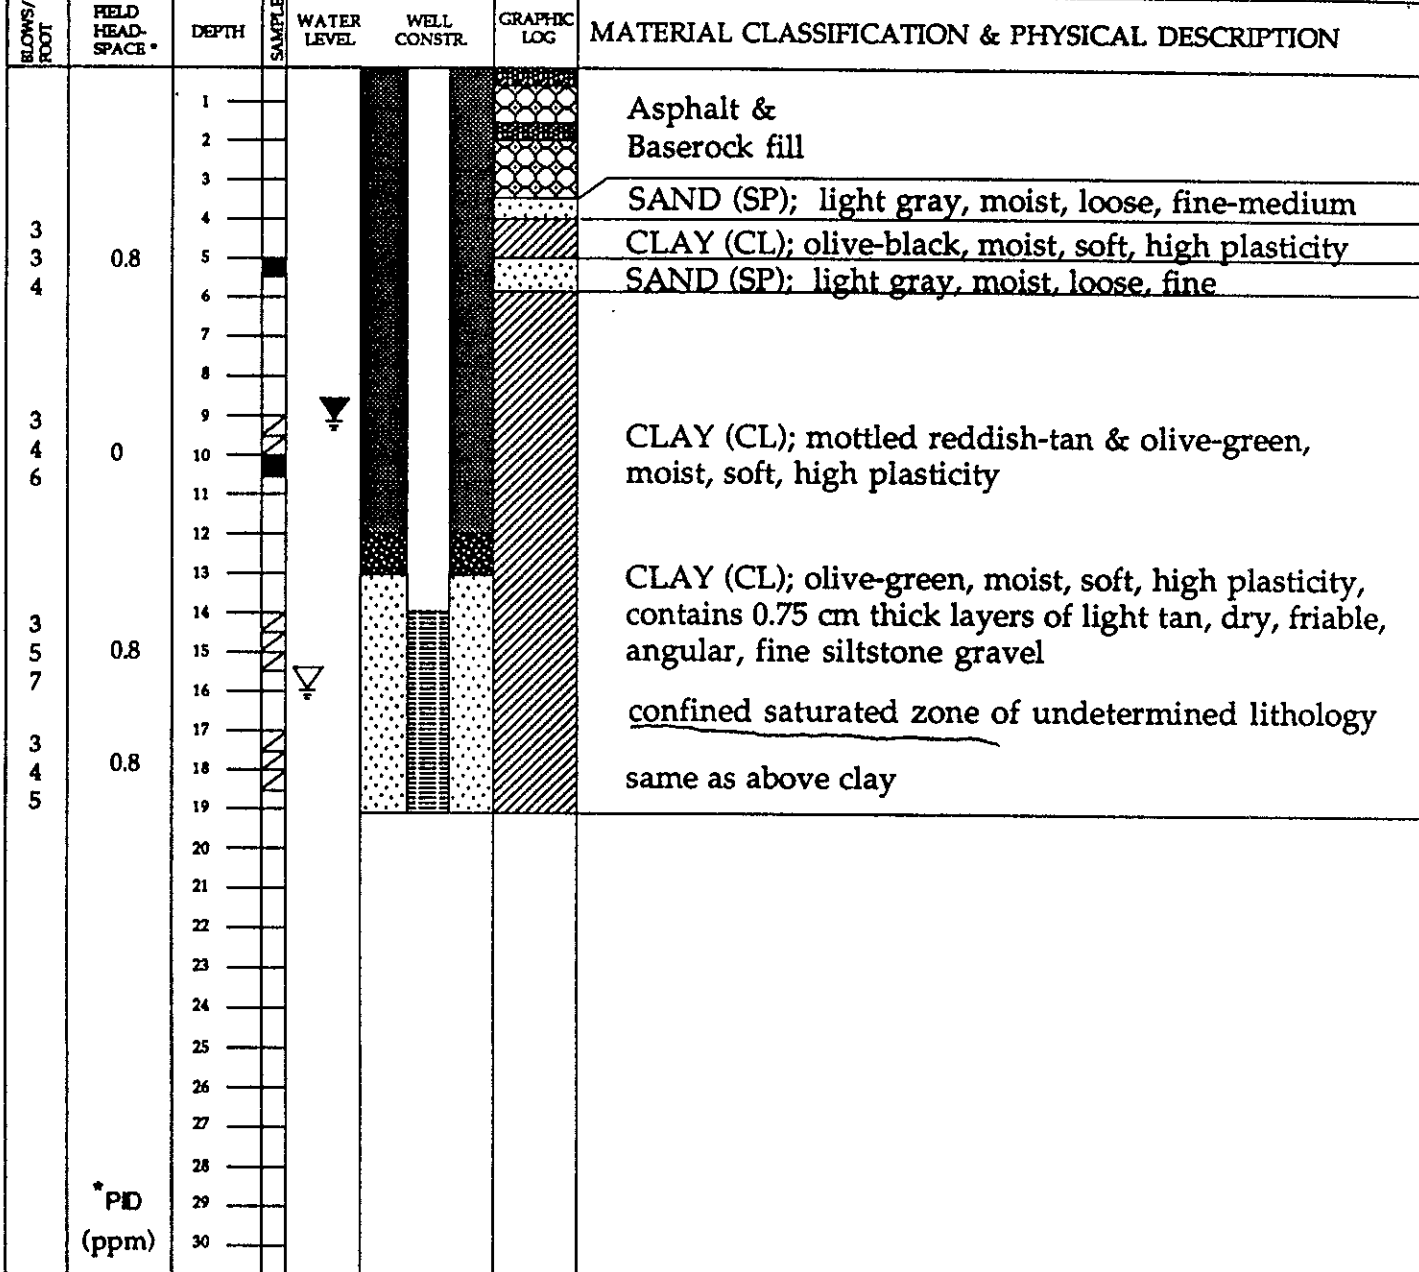 BLOWS/ FOOT
FIELD HEAD- SPACE *
DEPTH
SAMPLE
WATER LEVEL
WELL CONSTR.
GRAPHIC LOG
MATERIAL CLASSIFICATION & PHYSICAL DESCRIPTION
1
Asphalt &
2
Baserock fill
3
SAND (SP); light gray, moist, loose, fine-medium
4
3
CLAY (CL); olive-black, moist, soft, high plasticity
3
0.8
5
4
SAND (SP); light gray, moist, loose, fine
6
7
8
9
3
CLAY (CL); mottled reddish-tan & olive-green,
4
0
10
6
moist, soft, high plasticity
11
12
13
CLAY (CL); olive-green, moist, soft, high plasticity,
14
contains 0.75 cm thick layers of light tan, dry, friable,
3
5
0.8
15
angular, fine siltstone gravel
7
16
confined saturated zone of undetermined lithology
17
3
4
0.8
18
same as above clay
5
19
20
21
22
23
24
25
26
27
28
*PID
29
(ppm)
30